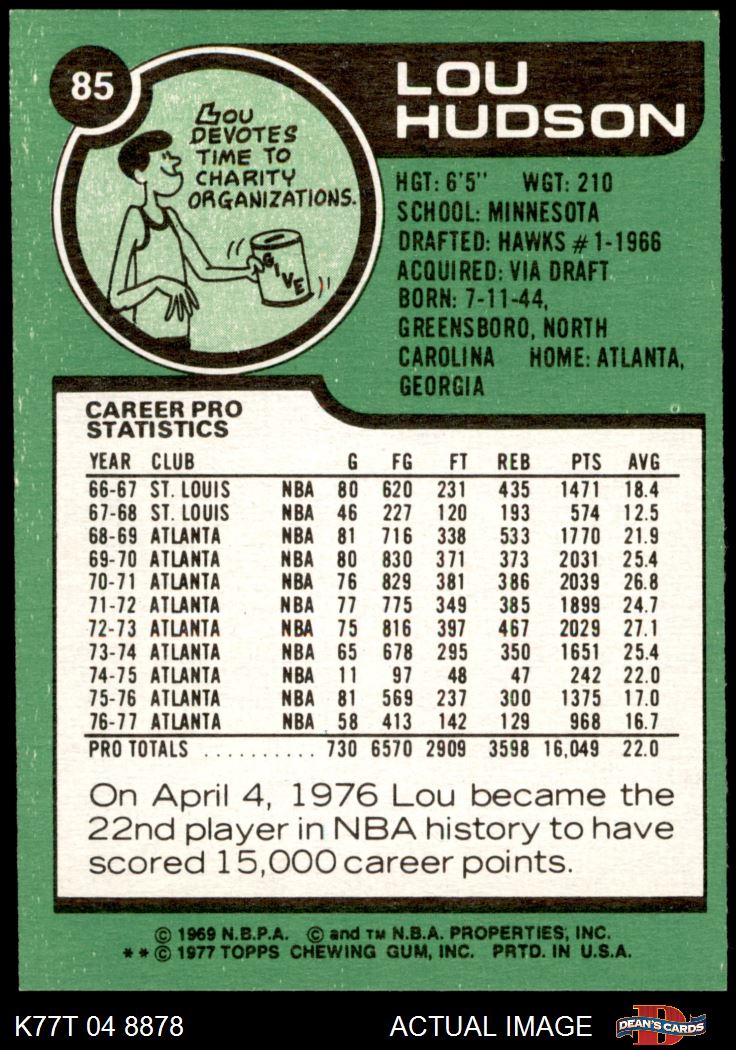 85
LOU
HUDSON
LOU
DEVOTES
TIME TO
CHARITY
ORGANIZATIONS.
GIVE
HGT: 6'5" WGT: 210
SCHOOL: MINNESOTA
DRAFTED: HAWKS #1-1966
ACQUIRED: VIA DRAFT
BORN: 7-11-44,
GREENSBORO, NORTH
CAROLINA HOME: ATLANTA,
GEORGIA
CAREER PRO
STATISTICS
YEAR CLUB G FG FT REB PTS AVG
66-67 ST. LOUIS NBA 80 620 231 435 1471 18.4
67-68 ST. LOUIS NBA 46 227 120 193 574 12.5
68-69 ATLANTA NBA 81 716 338 533 1770 21.9
69-70 ATLANTA NBA 80 830 371 373 2031 25.4
70-71 ATLANTA NBA 76 829 381 386 2039 26.8
71-72 ATLANTA NBA 77 775 349 385 1899 24.7
72-73 ATLANTA NBA 75 816 397 467 2029 27.1
73-74 ATLANTA NBA 65 678 295 350 1651 25.4
74-75 ATLANTA NBA 11 97 48 47 242 22.0
75-76 ATLANTA NBA 81 569 237 300 1375 17.0
76-77 ATLANTA NBA 58 413 142 129 968 16.7
PRO TOTALS .......... 730 6570 2909 3598 16,049 22.0
On April 4, 1976 Lou became the
22nd player in NBA history to have
scored 15,000 career points.
© 1969 N.B.P.A. © and TM N.B.A. PROPERTIES, INC.
**© 1977 TOPPS CHEWING GUM, INC. PRTD. IN U.S.A.
K77T 04 8878 ACTUAL IMAGE D DEAN'S CARDS